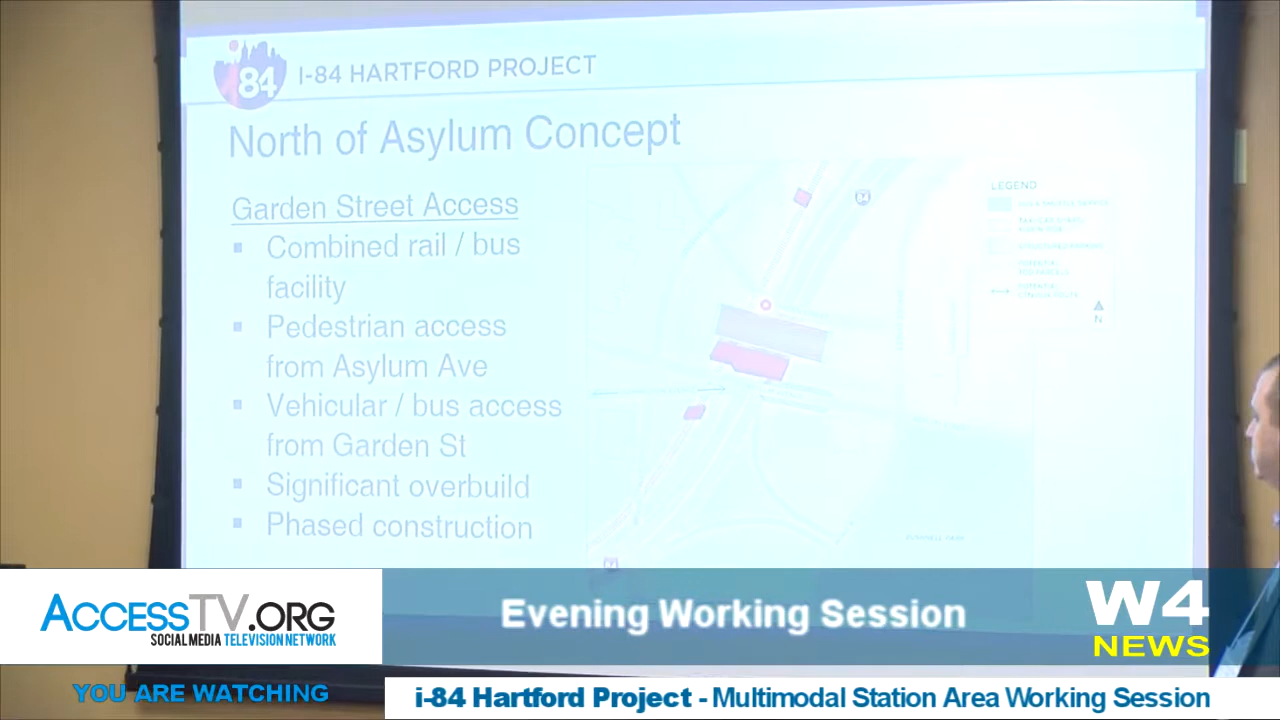 84
I-84 HARTFORD PROJECT
North of Asylum Concept
Garden Street Access
▪ Combined rail / bus
facility
▪ Pedestrian access
from Asylum Ave
▪ Vehicular / bus access
from Garden St
▪ Significant overbuild
▪ Phased construction
LEGEND
N
ACCESSTV.ORG
SOCIAL MEDIA TELEVISION NETWORK
Evening Working Session
W4
NEWS
YOU ARE WATCHING
i-84 Hartford Project - Multimodal Station Area Working Session